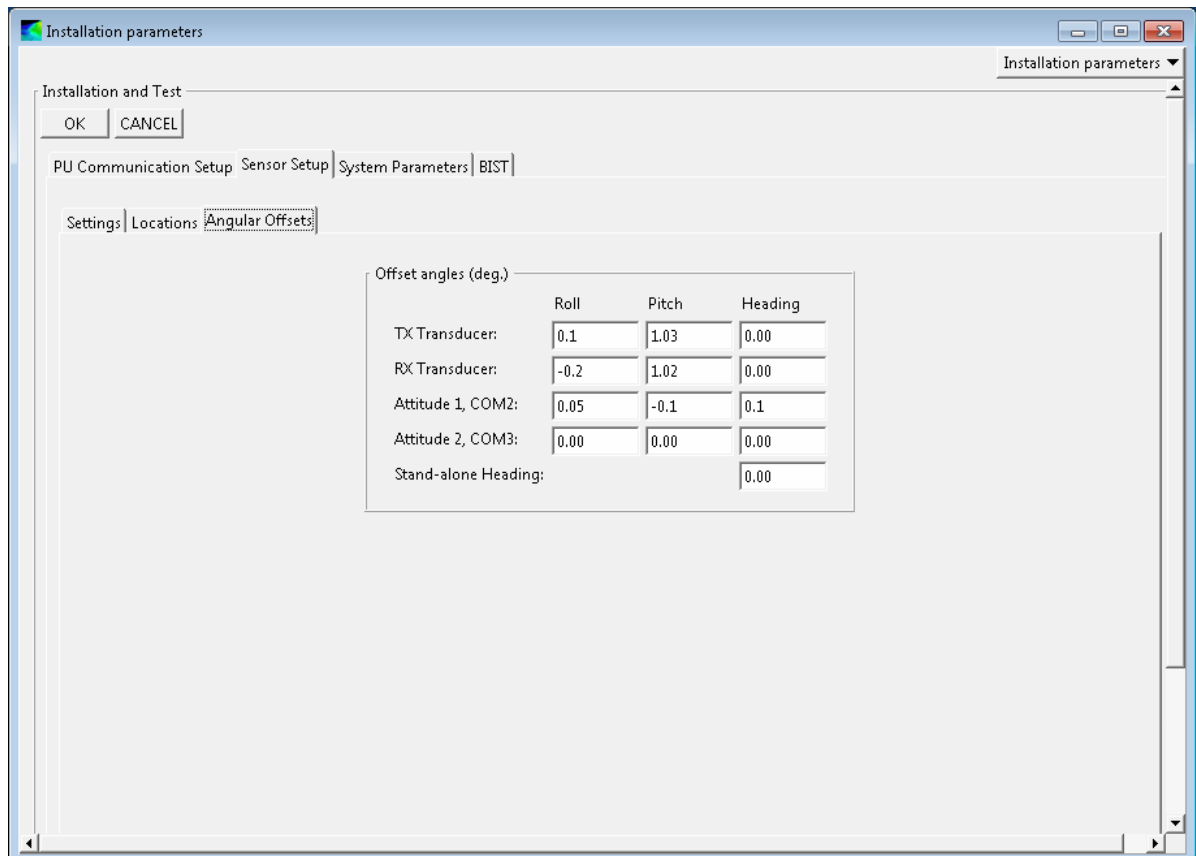 Installation parameters
Installation parameters
Installation and Test
OK CANCEL
PU Communication Setup Sensor Setup System Parameters BIST
Settings Locations Angular Offsets
Offset angles (deg.)
Roll Pitch Heading
TX Transducer: 0.1 1.03 0.00
RX Transducer: -0.2 1.02 0.00
Attitude 1, COM2: 0.05 -0.1 0.1
Attitude 2, COM3: 0.00 0.00 0.00
Stand-alone Heading: 0.00